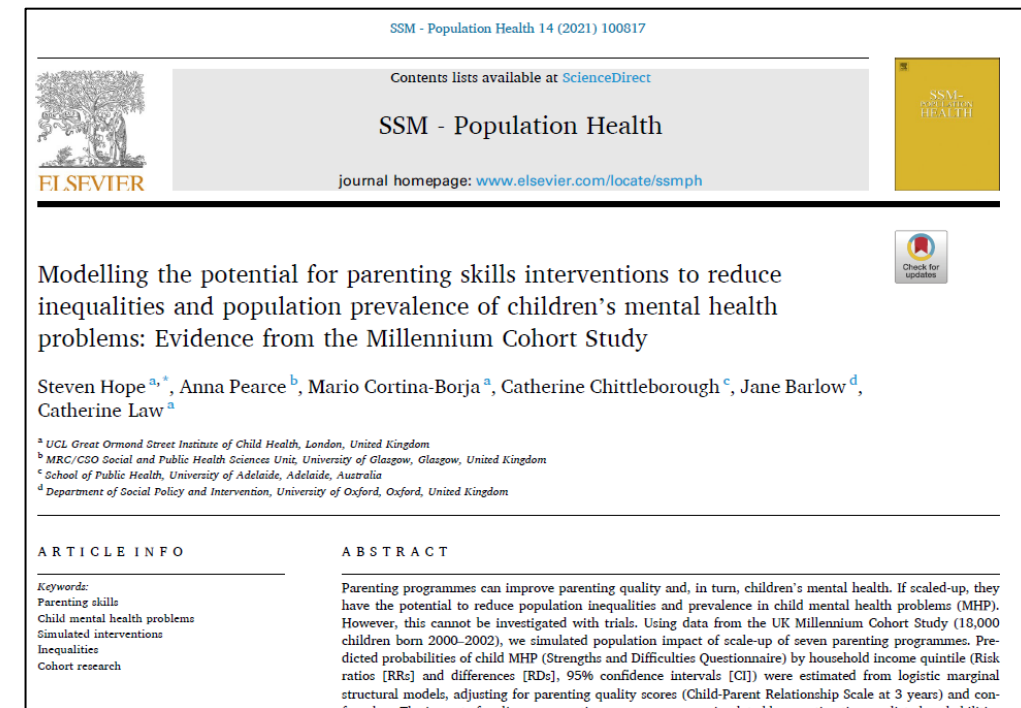 SSM - Population Health 14 (2021) 100817
Contents lists available at ScienceDirect
SSM - Population Health
journal homepage: www.elsevier.com/locate/ssmph
ELSEVIER
SSM-
POPULATION
HEALTH
Check for
updates
Modelling the potential for parenting skills interventions to reduce
inequalities and population prevalence of children's mental health
problems: Evidence from the Millennium Cohort Study
Steven Hope a,*, Anna Pearce b, Mario Cortina-Borja a, Catherine Chittleborough c, Jane Barlow d,
Catherine Law a
a UCL Great Ormond Street Institute of Child Health, London, United Kingdom
b MRC/CSO Social and Public Health Sciences Unit, University of Glasgow, Glasgow, United Kingdom
c School of Public Health, University of Adelaide, Adelaide, Australia
d Department of Social Policy and Intervention, University of Oxford, Oxford, United Kingdom
ARTICLE INFO
Keywords:
Parenting skills
Child mental health problems
Simulated interventions
Inequalities
Cohort research
ABSTRACT
Parenting programmes can improve parenting quality and, in turn, children's mental health. If scaled-up, they
have the potential to reduce population inequalities and prevalence in child mental health problems (MHP).
However, this cannot be investigated with trials. Using data from the UK Millennium Cohort Study (18,000
children born 2000–2002), we simulated population impact of scale-up of seven parenting programmes. Pre-
dicted probabilities of child MHP (Strengths and Difficulties Questionnaire) by household income quintile (Risk
ratios [RRs] and differences [RDs], 95% confidence intervals [CI]) were estimated from logistic marginal
structural models, adjusting for parenting quality scores (Child-Parent Relationship Scale at 3 years) and con-